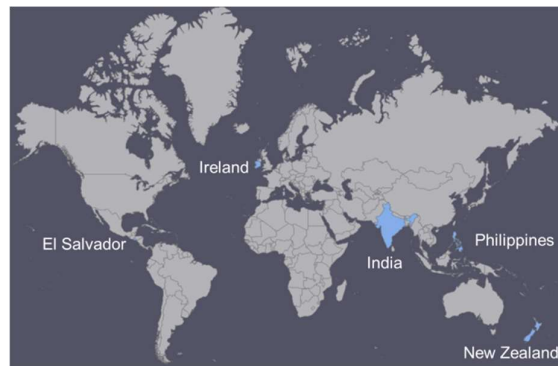 Ireland
El Salvador
Philippines
India
New Zealand